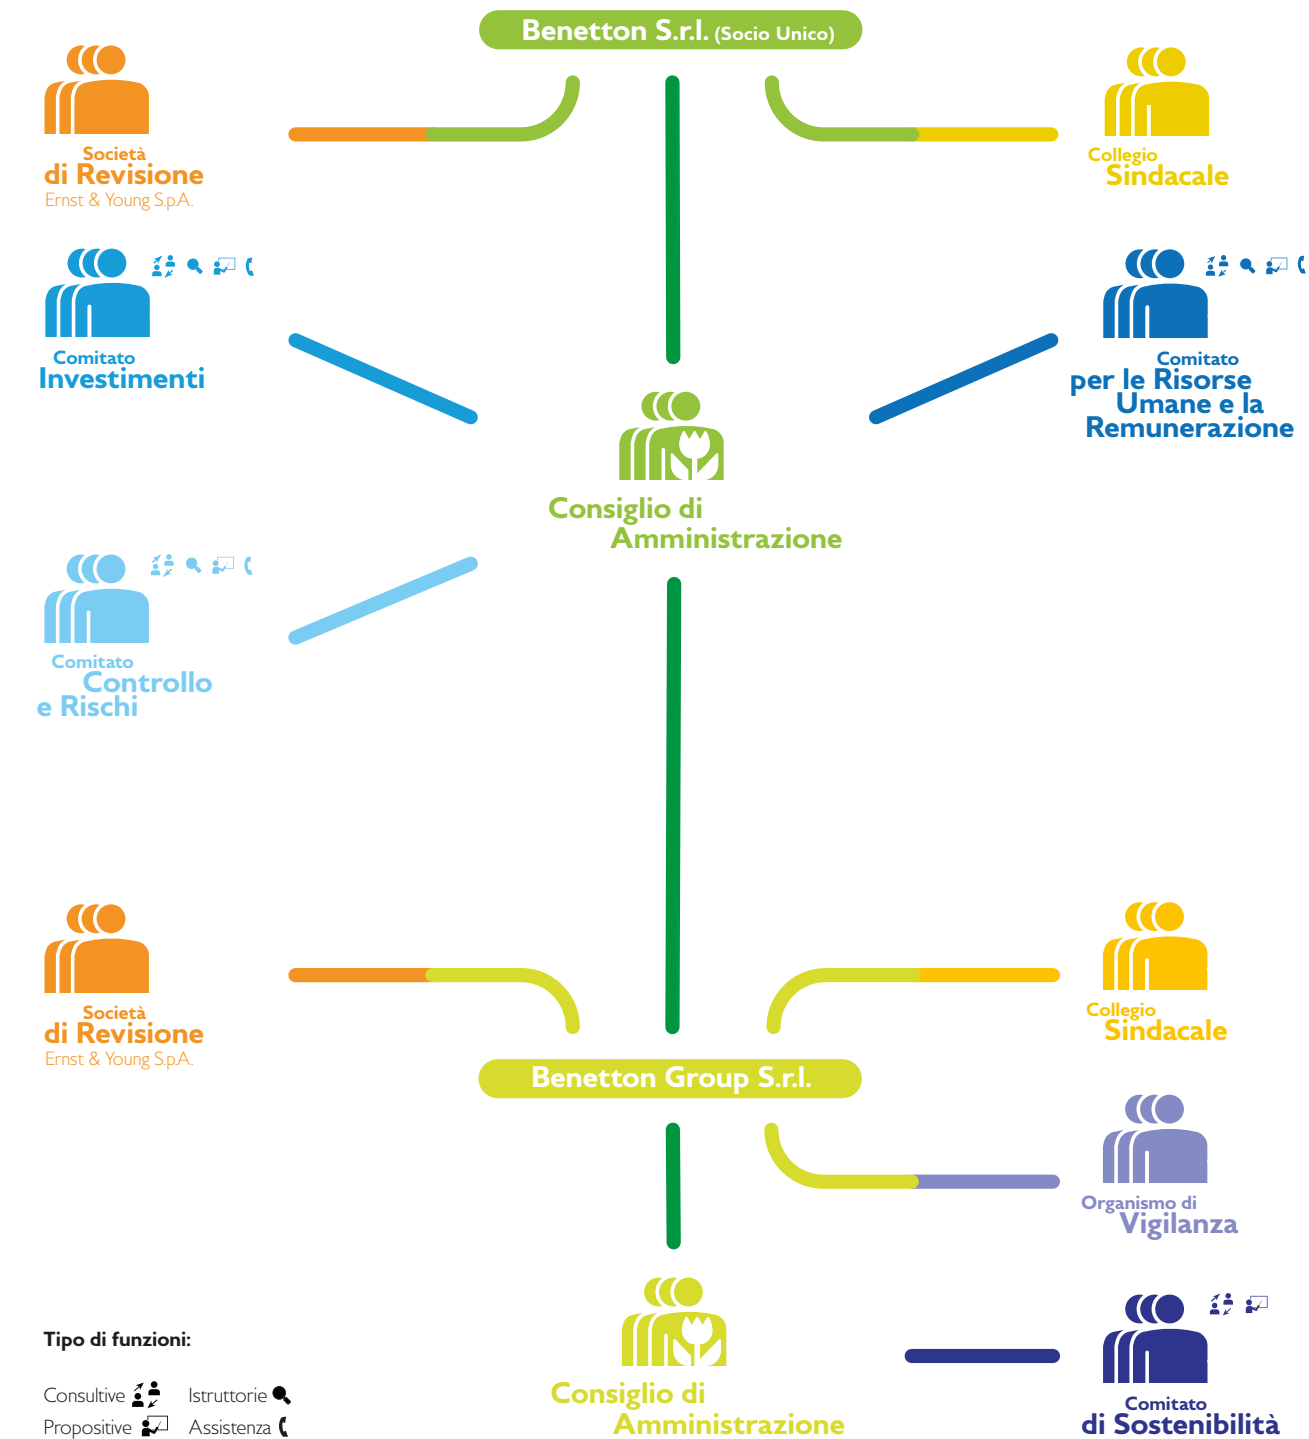 Benetton S.r.l. (Socio Unico)
Società
di Revisione
Ernst & Young S.p.A.
Collegio
Sindacale
Comitato
Investimenti
Comitato
per le Risorse
Umane e la
Remunerazione
Consiglio di
Amministrazione
Comitato
Controllo
e Rischi
Società
di Revisione
Ernst & Young S.p.A.
Collegio
Sindacale
Benetton Group S.r.l.
Organismo di
Vigilanza
Consiglio di
Amministrazione
Comitato
di Sostenibilità
Tipo di funzioni:
Consultive Istruttorie
Propositive Assistenza